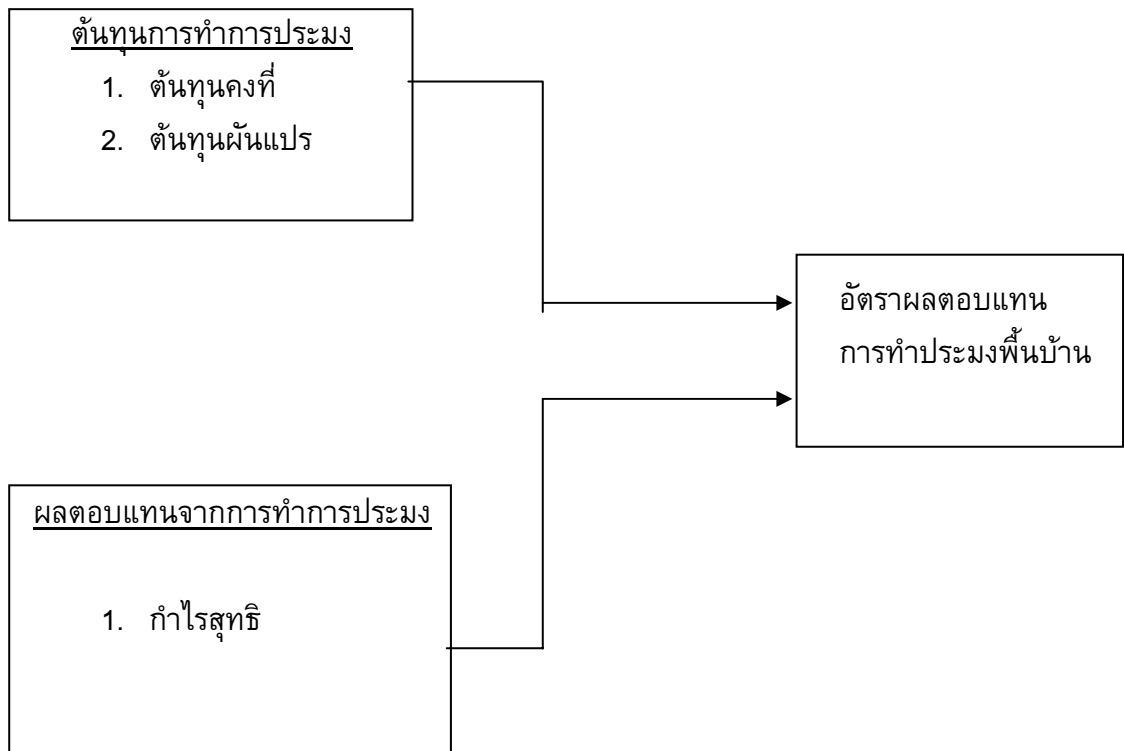 ต้นทุนการทำการประมง
1. ต้นทุนคงที่
2. ต้นทุนผันแปร
อัตราผลตอบแทน
การทำประมงพื้นบ้าน
ผลตอบแทนจากการทำการประมง
1. กำไรสุทธิ